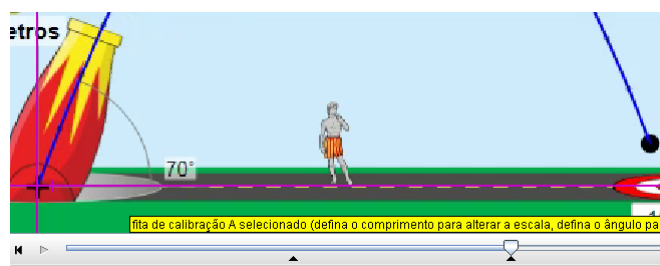 etros
70°
fita de calibração A selecionado (defina o comprimento para alterar a escala, defina o ângulo pa